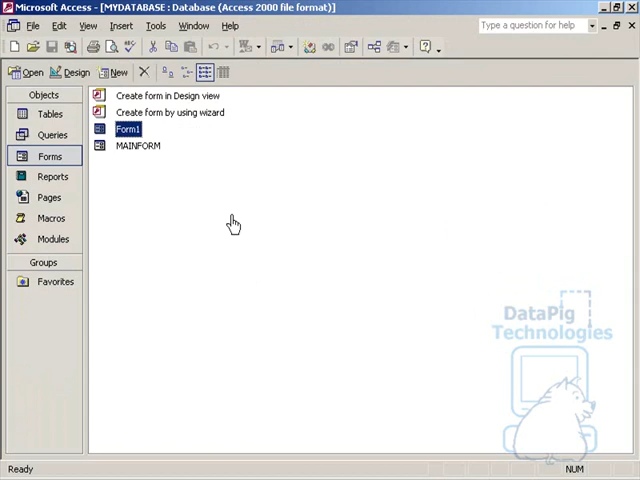 Microsoft Access - [MYDATABASE : Database (Access 2000 file format)]
File Edit View Insert Tools Window Help
Type a question for help
Open Design New
Objects
Tables
Queries
Forms
Reports
Pages
Macros
Modules
Groups
Favorites
Create form in Design view
Create form by using wizard
Form1
MAINFORM
DataPig
Technologies
Ready
NUM